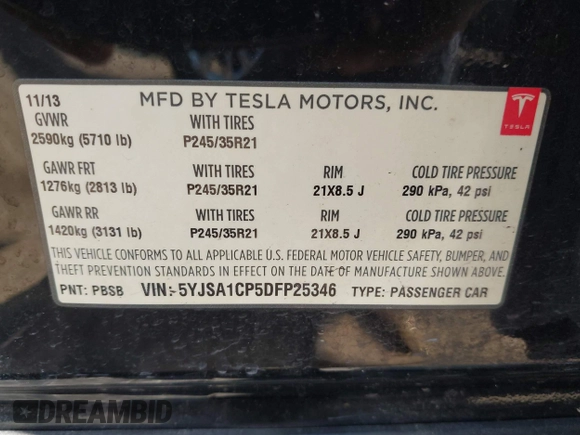 11/13 MFD BY TESLA MOTORS, INC.
TESLA
GVWR WITH TIRES
2590kg (5710 lb) P245/35R21
GAWR FRT WITH TIRES RIM COLD TIRE PRESSURE
1276kg (2813 lb) P245/35R21 21X8.5 J 290 kPa, 42 psi
GAWR RR WITH TIRES RIM COLD TIRE PRESSURE
1420kg (3131 lb) P245/35R21 21X8.5 J 290 kPa, 42 psi
THIS VEHICLE CONFORMS TO ALL APPLICABLE U.S. FEDERAL MOTOR VEHICLE SAFETY, BUMPER, AND
THEFT PREVENTION STANDARDS IN EFFECT ON THE DATE OF MANUFACTURE SHOWN ABOVE.
PNT: PBSB VIN: 5YJSA1CP5DFP25346 TYPE: PASSENGER CAR
DREAMBID